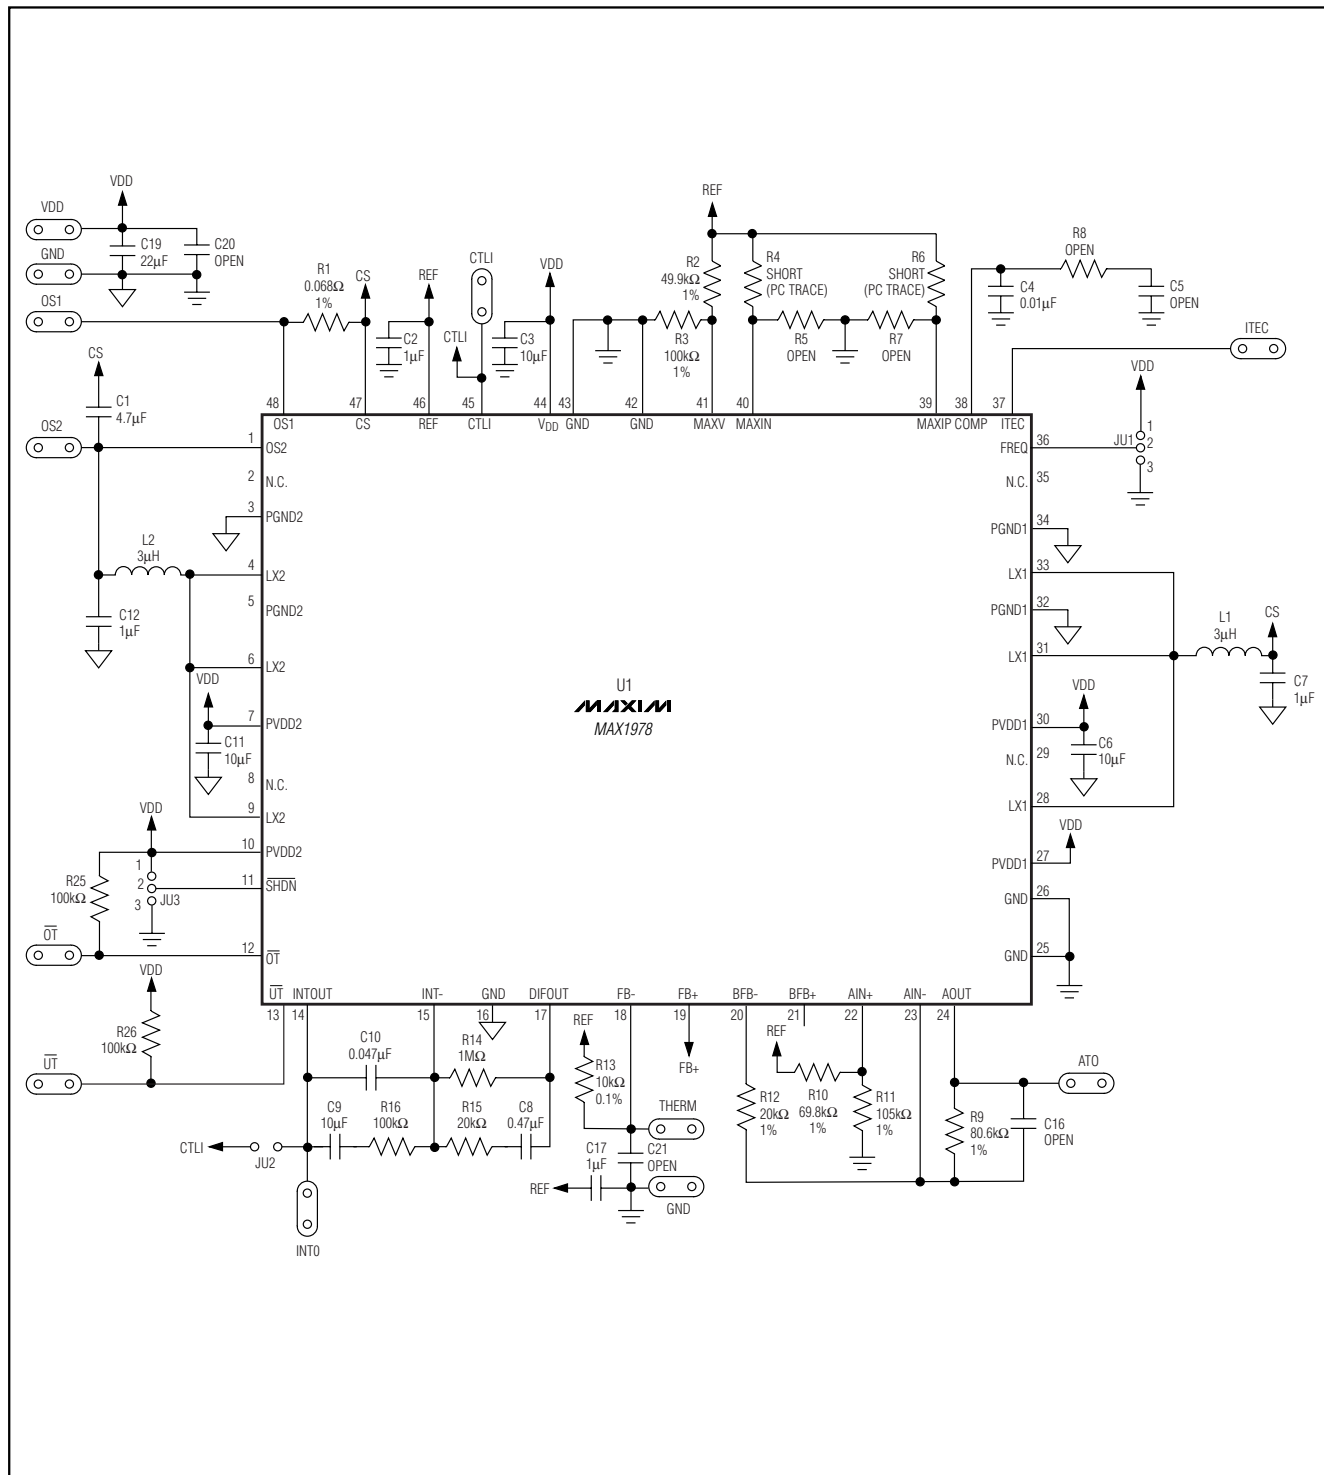 VDD
VDD
C19
22µF
C20
OPEN
GND
OS1
R1
0.068Ω
1%
CS
REF
C2
1µF
CTLI
CTLI
VDD
C3
10µF
REF
R2
49.9kΩ
1%
R3
100kΩ
1%
R4
SHORT
(PC TRACE)
R5
OPEN
R6
SHORT
(PC TRACE)
R7
OPEN
R8
OPEN
C4
0.01µF
C5
OPEN
ITEC
CS
C1
4.7µF
OS2
48 47 46 45 44 43 42 41 40 39 38 37
OS1 CS REF CTLI VDD GND GND MAXV MAXIN MAXIP COMP ITEC
1 OS2
2 N.C.
3 PGND2
4 LX2
5 PGND2
6 LX2
7 PVDD2
8 N.C.
9 LX2
10 PVDD2
11 S̅H̅D̅N̅
12 O̅T̅
L2
3µH
C12
1µF
VDD
C11
10µF
VDD
R25
100kΩ
1
2
3
JU3
O̅T̅
VDD
R26
100kΩ
U̅T̅
U1
MAXIM
MAX1978
FREQ 36
N.C. 35
PGND1 34
LX1 33
PGND1 32
LX1 31
PVDD1 30
N.C. 29
LX1 28
PVDD1 27
GND 26
GND 25
VDD
JU1
1
2
3
L1
3µH
CS
C7
1µF
VDD
C6
10µF
VDD
U̅T̅ INTOUT INT- GND DIFOUT FB- FB+ BFB- BFB+ AIN+ AIN- AOUT
13 14 15 16 17 18 19 20 21 22 23 24
C10
0.047µF
R14
1MΩ
C9
10µF
R16
100kΩ
R15
20kΩ
C8
0.47µF
CTLI
JU2
INT0
REF
R13
10kΩ
0.1%
THERM
C17
1µF
C21
OPEN
REF
GND
FB+
R12
20kΩ
1%
REF
R10
69.8kΩ
1%
R11
105kΩ
1%
R9
80.6kΩ
1%
C16
OPEN
ATO